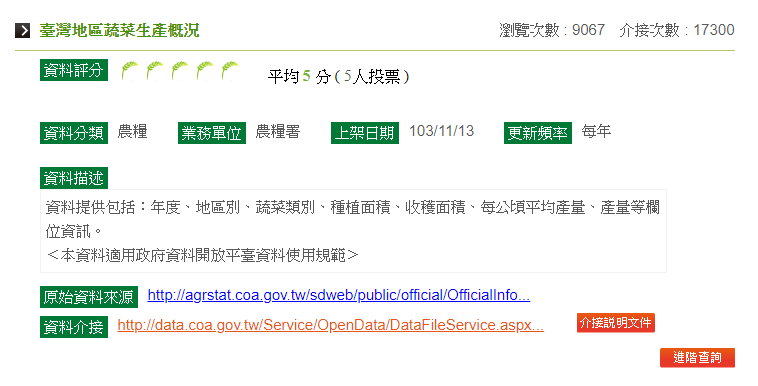 臺灣地區蔬菜生產概況 瀏覽次數 : 9067 介接次數 : 17300
資料評分 平均 5 分 ( 5人投票 )
資料分類 農糧 業務單位 農糧署 上架日期 103/11/13 更新頻率 每年
資料描述
資料提供包括：年度、地區別、蔬菜類別、種植面積、收穫面積、每公頃平均產量、產量等欄
位資訊。
＜本資料適用政府資料開放平臺資料使用規範＞
原始資料來源 http://agrstat.coa.gov.tw/sdweb/public/official/OfficialInfo...
資料介接 http://data.coa.gov.tw/Service/OpenData/DataFileService.aspx... 介接説明文件
進階查詢